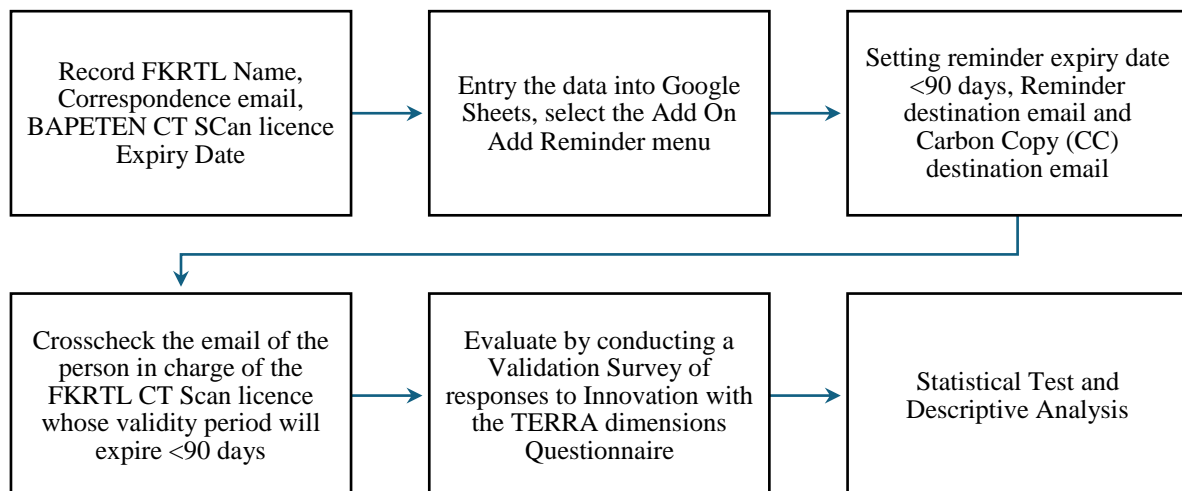 Record FKRTL Name,
Correspondence email,
BAPETEN CT SCan licence
Expiry Date
Entry the data into Google
Sheets, select the Add On
Add Reminder menu
Setting reminder expiry date
<90 days, Reminder
destination email and
Carbon Copy (CC)
destination email
Crosscheck the email of the
person in charge of the
FKRTL CT Scan licence
whose validity period will
expire <90 days
Evaluate by conducting a
Validation Survey of
responses to Innovation with
the TERRA dimensions
Questionnaire
Statistical Test and
Descriptive Analysis